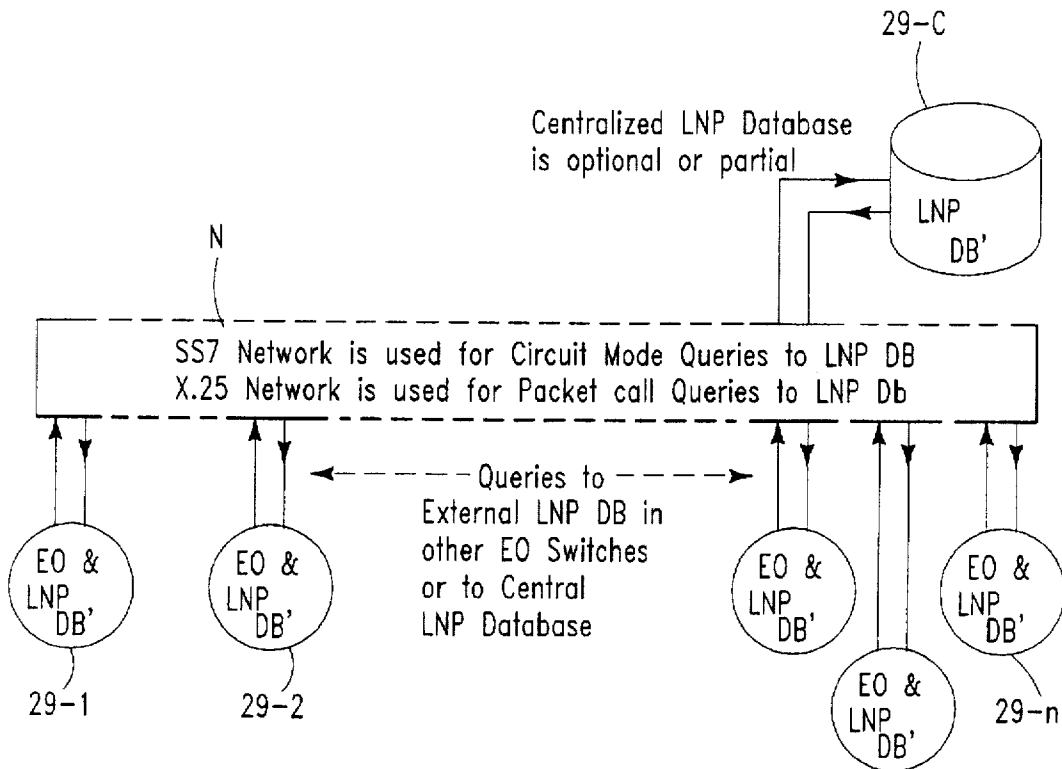 29-C
Centralized LNP Database
is optional or partial
LNP
DB'
N
SS7 Network is used for Circuit Mode Queries to LNP DB
X.25 Network is used for Packet call Queries to LNP Db
Queries to
External LNP DB in
other EO Switches
or to Central
LNP Database
EO &
LNP
DB'
29-1
EO &
LNP
DB'
29-2
EO &
LNP
DB'
EO &
LNP
DB'
EO &
LNP
DB'
29-n